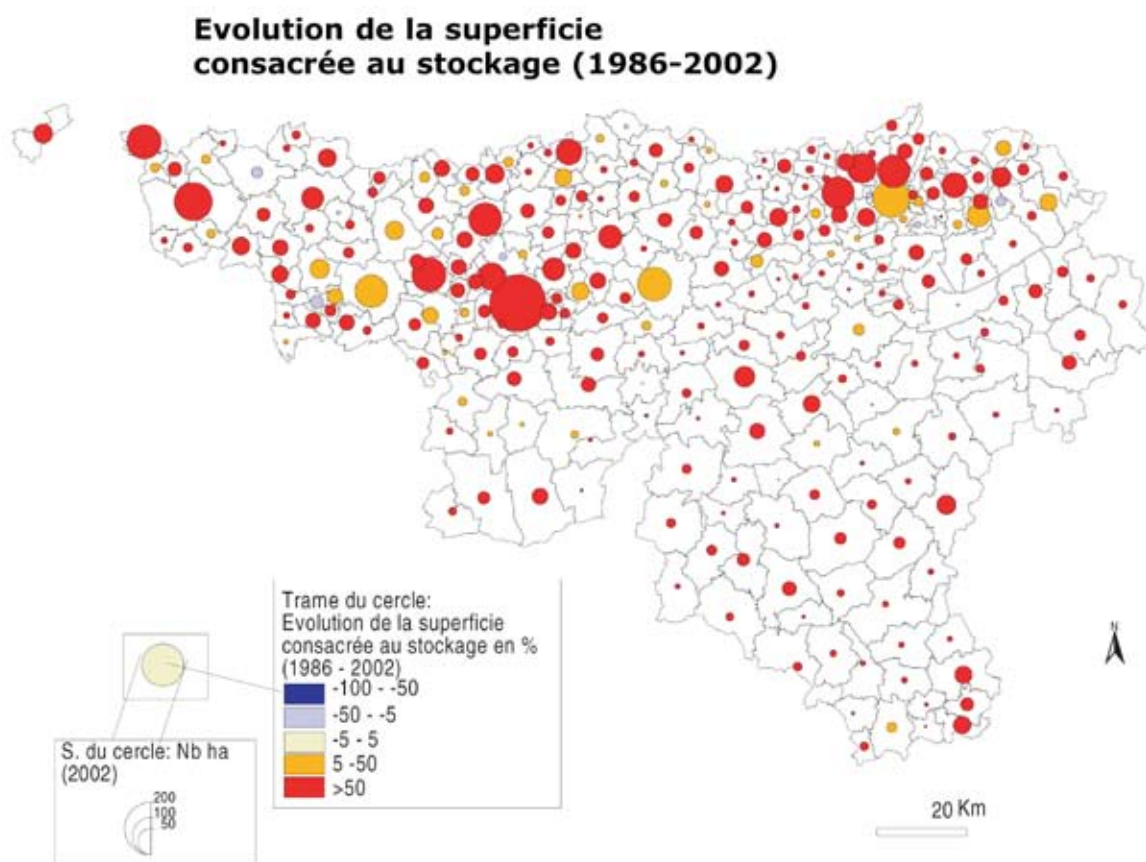 Evolution de la superficie
consacrée au stockage (1986-2002)
N
Trame du cercle:
Evolution de la superficie
consacrée au stockage en %
(1986 - 2002)
-100 - -50
-50 - -5
-5 - 5
5 -50
>50
S. du cercle: Nb ha
(2002)
200
100
50
20 Km